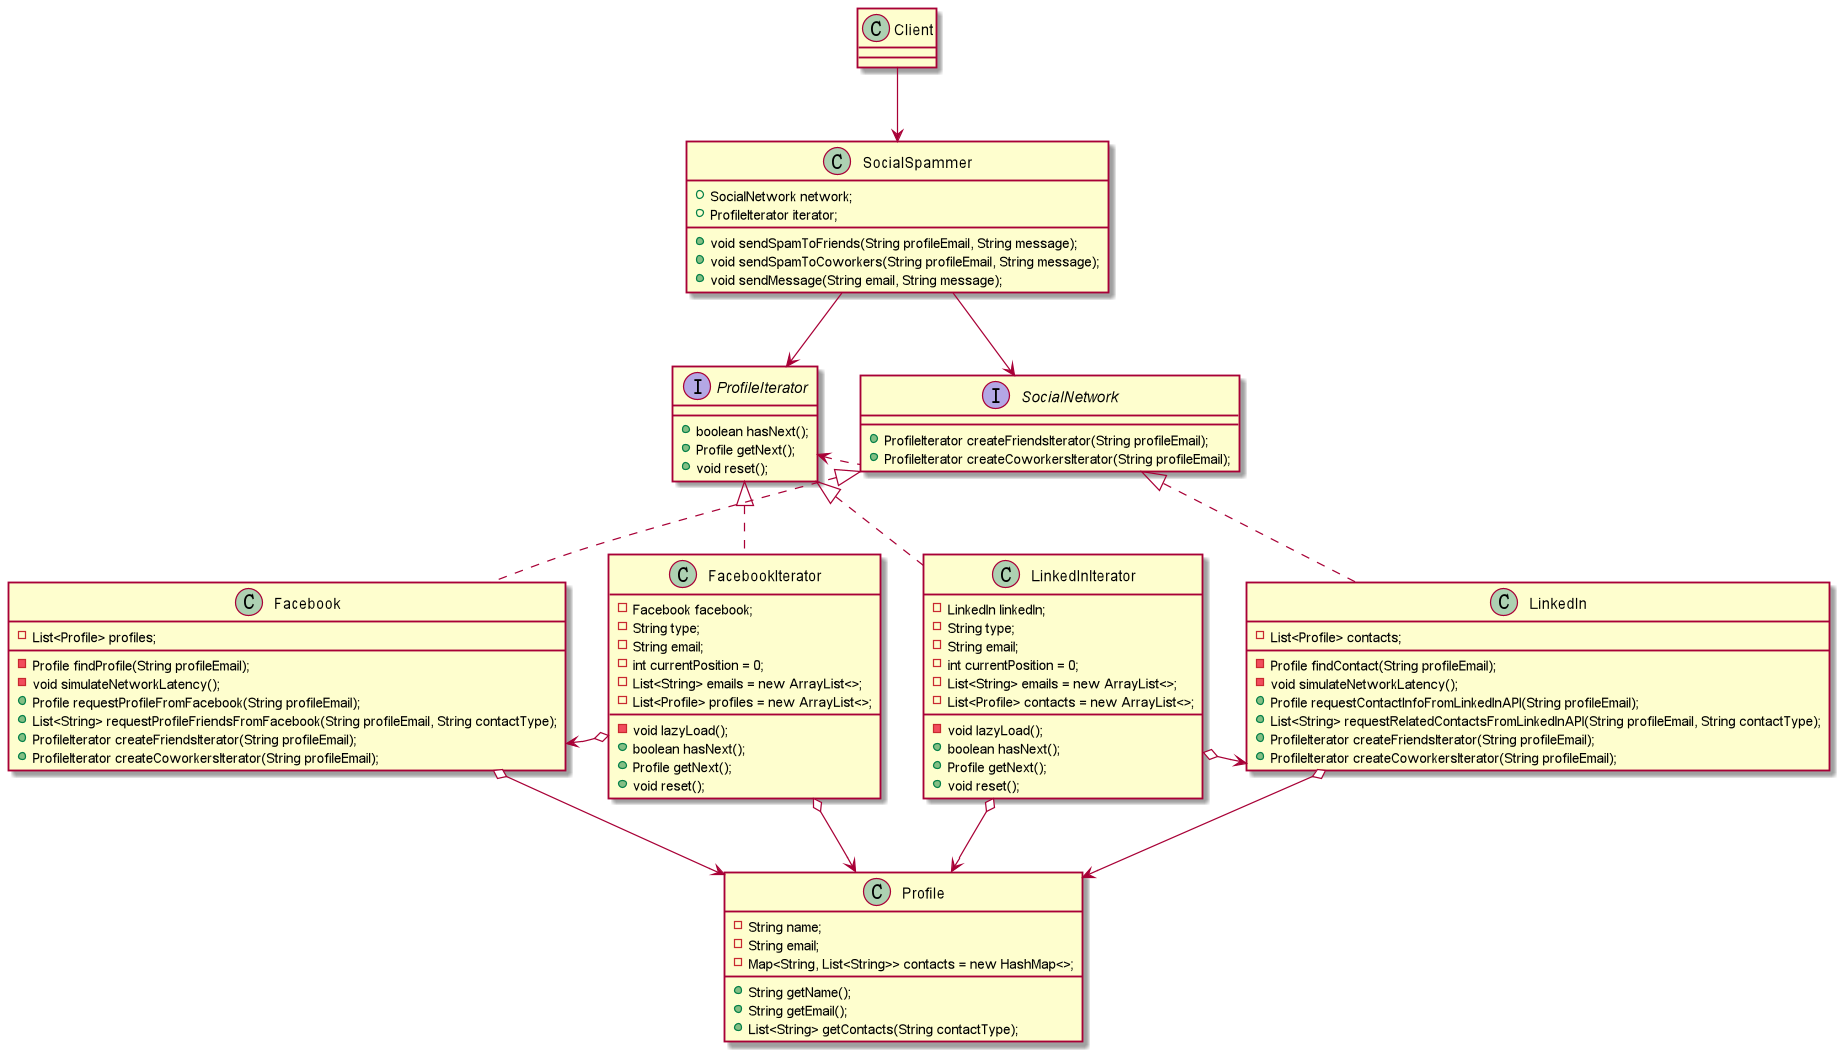 C Client
C SocialSpammer
SocialNetwork network;
ProfileIterator iterator;
void sendSpamToFriends(String profileEmail, String message);
void sendSpamToCoworkers(String profileEmail, String message);
void sendMessage(String email, String message);
I ProfileIterator
boolean hasNext();
Profile getNext();
void reset();
I SocialNetwork
ProfileIterator createFriendsIterator(String profileEmail);
ProfileIterator createCoworkersIterator(String profileEmail);
C Facebook
List<Profile> profiles;
Profile findProfile(String profileEmail);
void simulateNetworkLatency();
Profile requestProfileFromFacebook(String profileEmail);
List<String> requestProfileFriendsFromFacebook(String profileEmail, String contactType);
ProfileIterator createFriendsIterator(String profileEmail);
ProfileIterator createCoworkersIterator(String profileEmail);
C FacebookIterator
Facebook facebook;
String type;
String email;
int currentPosition = 0;
List<String> emails = new ArrayList<>;
List<Profile> profiles = new ArrayList<>;
void lazyLoad();
boolean hasNext();
Profile getNext();
void reset();
C LinkedInIterator
LinkedIn linkedIn;
String type;
String email;
int currentPosition = 0;
List<String> emails = new ArrayList<>;
List<Profile> contacts = new ArrayList<>;
void lazyLoad();
boolean hasNext();
Profile getNext();
void reset();
C LinkedIn
List<Profile> contacts;
Profile findContact(String profileEmail);
void simulateNetworkLatency();
Profile requestContactInfoFromLinkedInAPI(String profileEmail);
List<String> requestRelatedContactsFromLinkedInAPI(String profileEmail, String contactType);
ProfileIterator createFriendsIterator(String profileEmail);
ProfileIterator createCoworkersIterator(String profileEmail);
C Profile
String name;
String email;
Map<String, List<String>> contacts = new HashMap<>;
String getName();
String getEmail();
List<String> getContacts(String contactType);